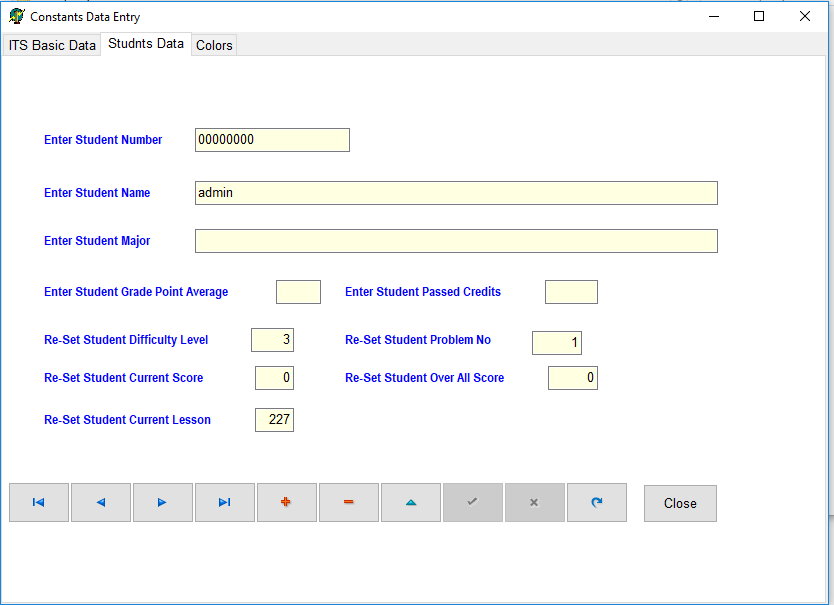 Constants Data Entry
ITS Basic Data Studnts Data Colors
Enter Student Number 00000000
Enter Student Name admin
Enter Student Major
Enter Student Grade Point Average Enter Student Passed Credits
Re-Set Student Difficulty Level 3 Re-Set Student Problem No 1
Re-Set Student Current Score 0 Re-Set Student Over All Score 0
Re-Set Student Current Lesson 227
Close